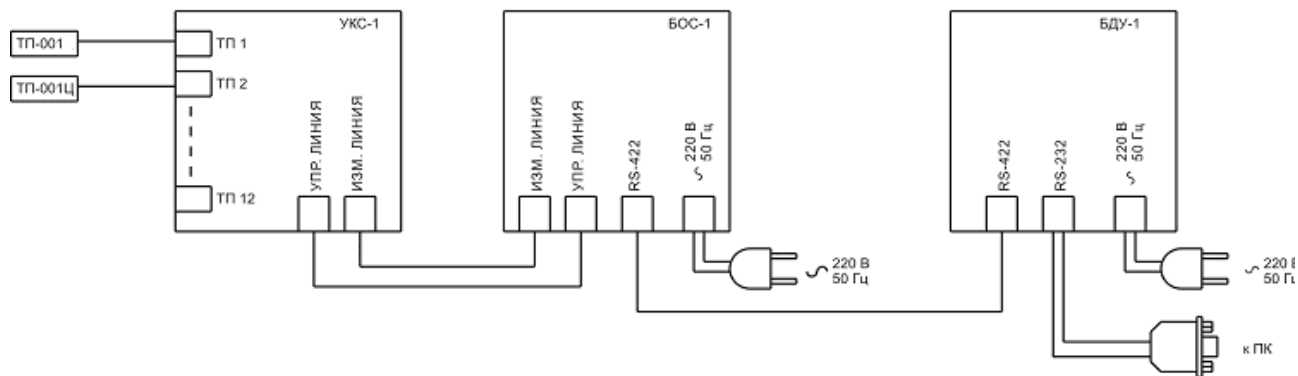 УКС-1
БОС-1
БДУ-1
ТП-001
ТП 1
ТП-001Ц
ТП 2
ТП 12
УПР. ЛИНИЯ
ИЗМ. ЛИНИЯ
ИЗМ. ЛИНИЯ
УПР. ЛИНИЯ
RS-422
~ 220 В
50 Гц
RS-422
RS-232
~ 220 В
50 Гц
~ 220 В
50 Гц
~ 220 В
50 Гц
к ПК